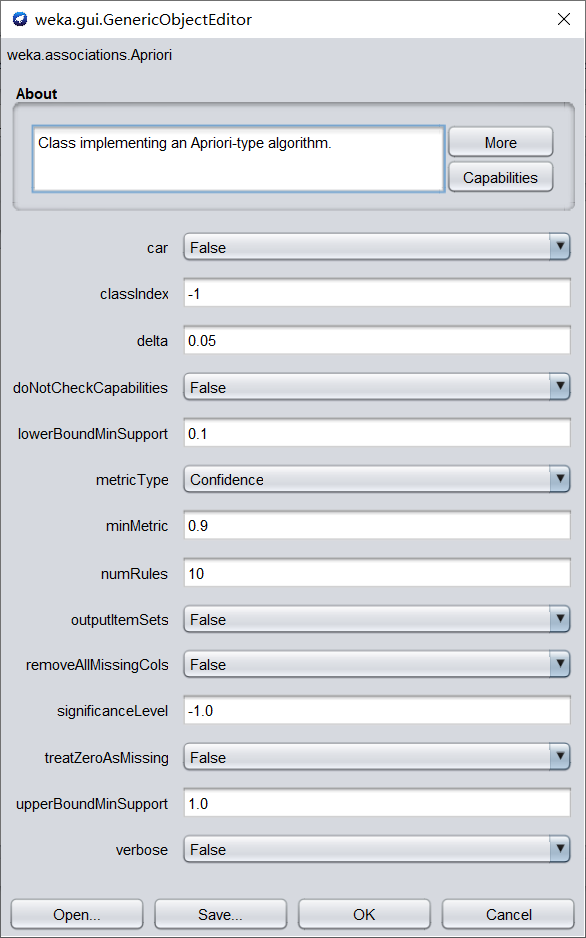 weka.gui.GenericObjectEditor
weka.associations.Apriori
About
Class implementing an Apriori-type algorithm.
More
Capabilities
car False
classIndex -1
delta 0.05
doNotCheckCapabilities False
lowerBoundMinSupport 0.1
metricType Confidence
minMetric 0.9
numRules 10
outputItemSets False
removeAllMissingCols False
significanceLevel -1.0
treatZeroAsMissing False
upperBoundMinSupport 1.0
verbose False
Open... Save... OK Cancel